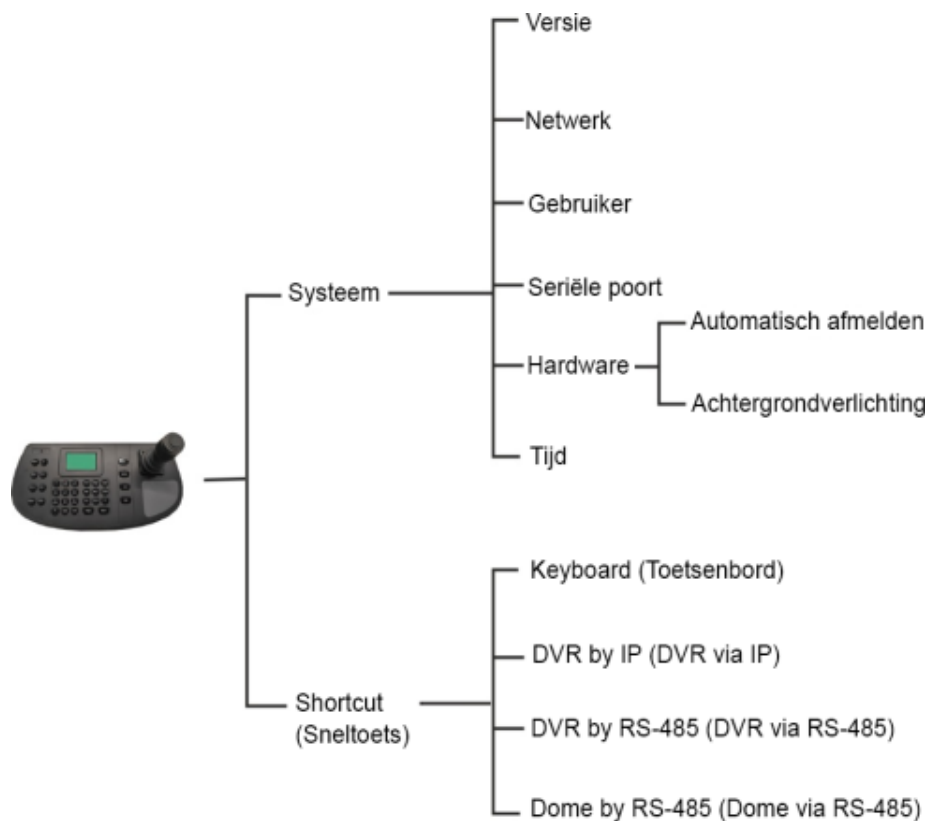 Versie
Netwerk
Gebruiker
Systeem
Seriële poort
Automatisch afmelden
Hardware
Achtergrondverlichting
Tijd
Keyboard (Toetsenbord)
DVR by IP (DVR via IP)
Shortcut
(Sneltoets)
DVR by RS-485 (DVR via RS-485)
Dome by RS-485 (Dome via RS-485)